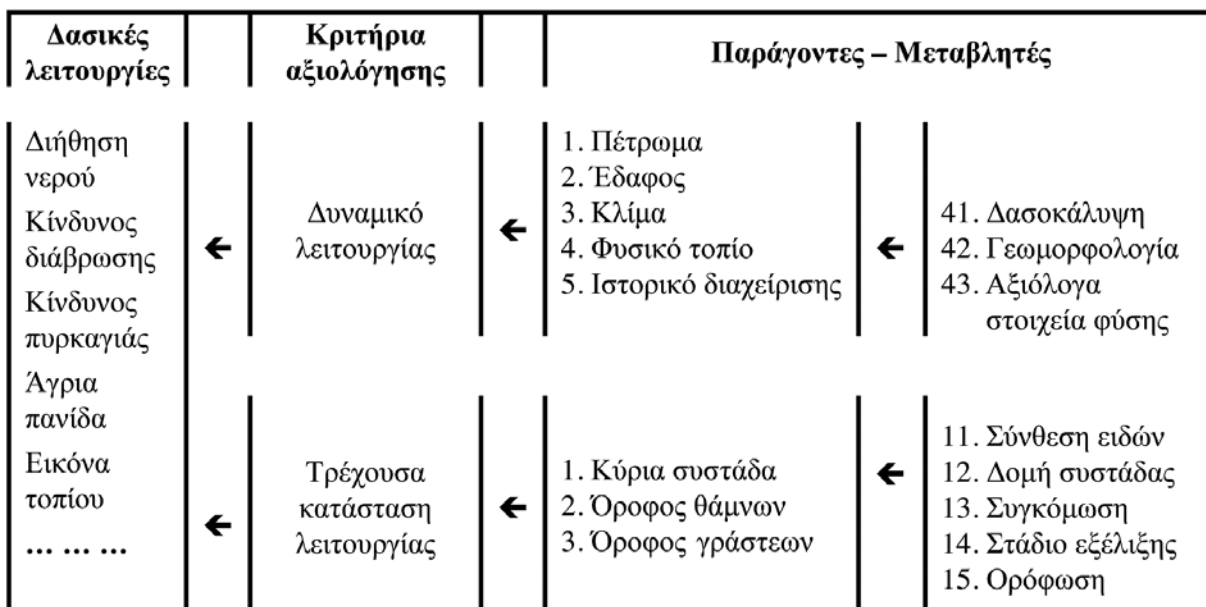 Δασικές
λειτουργίες
Κριτήρια
αξιολόγησης
Παράγοντες – Μεταβλητές
Διήθηση
νερού
Κίνδυνος
διάβρωσης
Κίνδυνος
πυρκαγιάς
Άγρια
πανίδα
Εικόνα
τοπίου
... ... ...
Δυναμικό
λειτουργίας
1. Πέτρωμα
2. Έδαφος
3. Κλίμα
4. Φυσικό τοπίο
5. Ιστορικό διαχείρισης
41. Δασοκάλυψη
42. Γεωμορφολογία
43. Αξιόλογα
στοιχεία φύσης
Τρέχουσα
κατάσταση
λειτουργίας
1. Κύρια συστάδα
2. Όροφος θάμνων
3. Όροφος γράστεων
11. Σύνθεση ειδών
12. Δομή συστάδας
13. Συγκόμωση
14. Στάδιο εξέλιξης
15. Ορόφωση